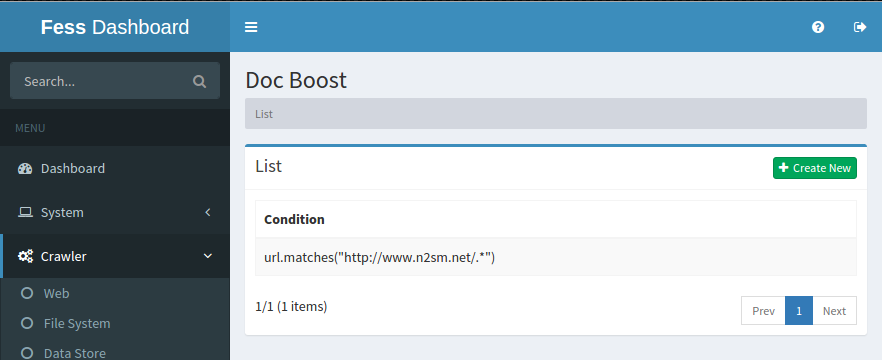 Fess Dashboard
Search...
MENU
Dashboard
System
Crawler
Web
File System
Data Store
Doc Boost
List
List
Create New
Condition
url.matches("http://www.n2sm.net/.*")
1/1 (1 items)
Prev 1 Next